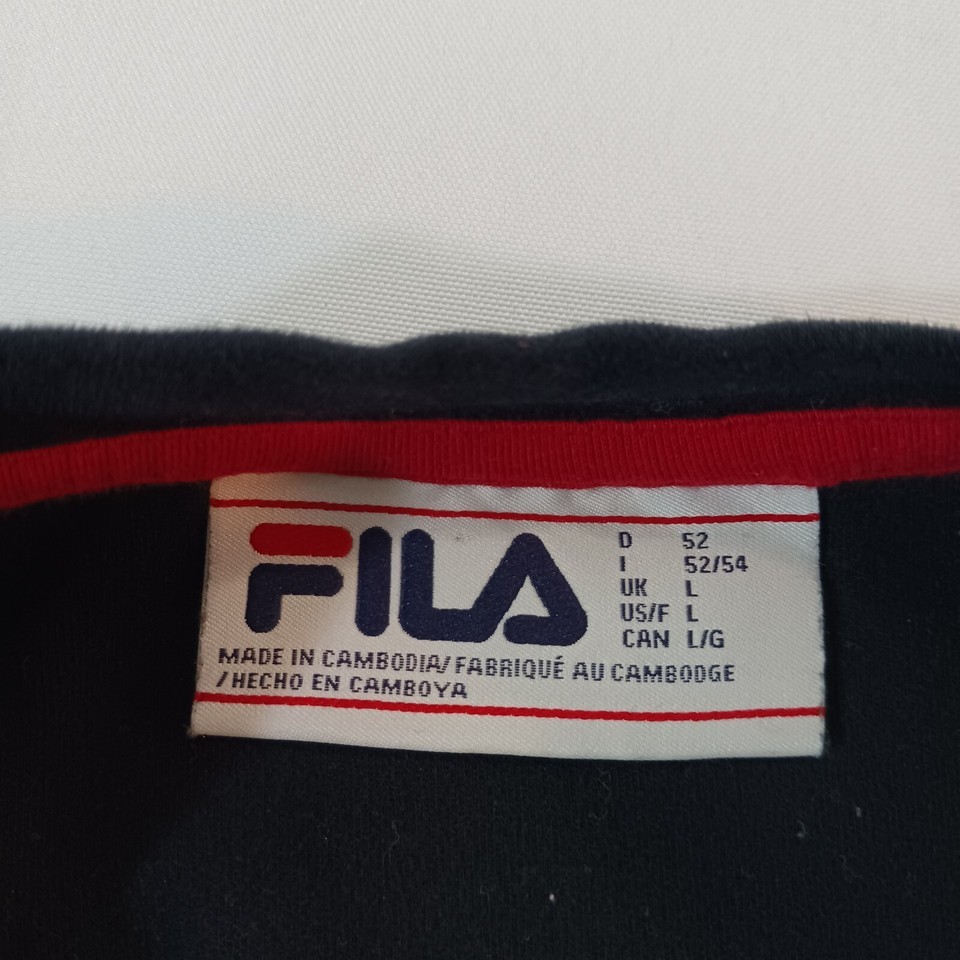 FILA
D 52
I 52/54
UK L
US/F L
CAN L/G
MADE IN CAMBODIA/FABRIQUÉ AU CAMBODGE
/HECHO EN CAMBOYA